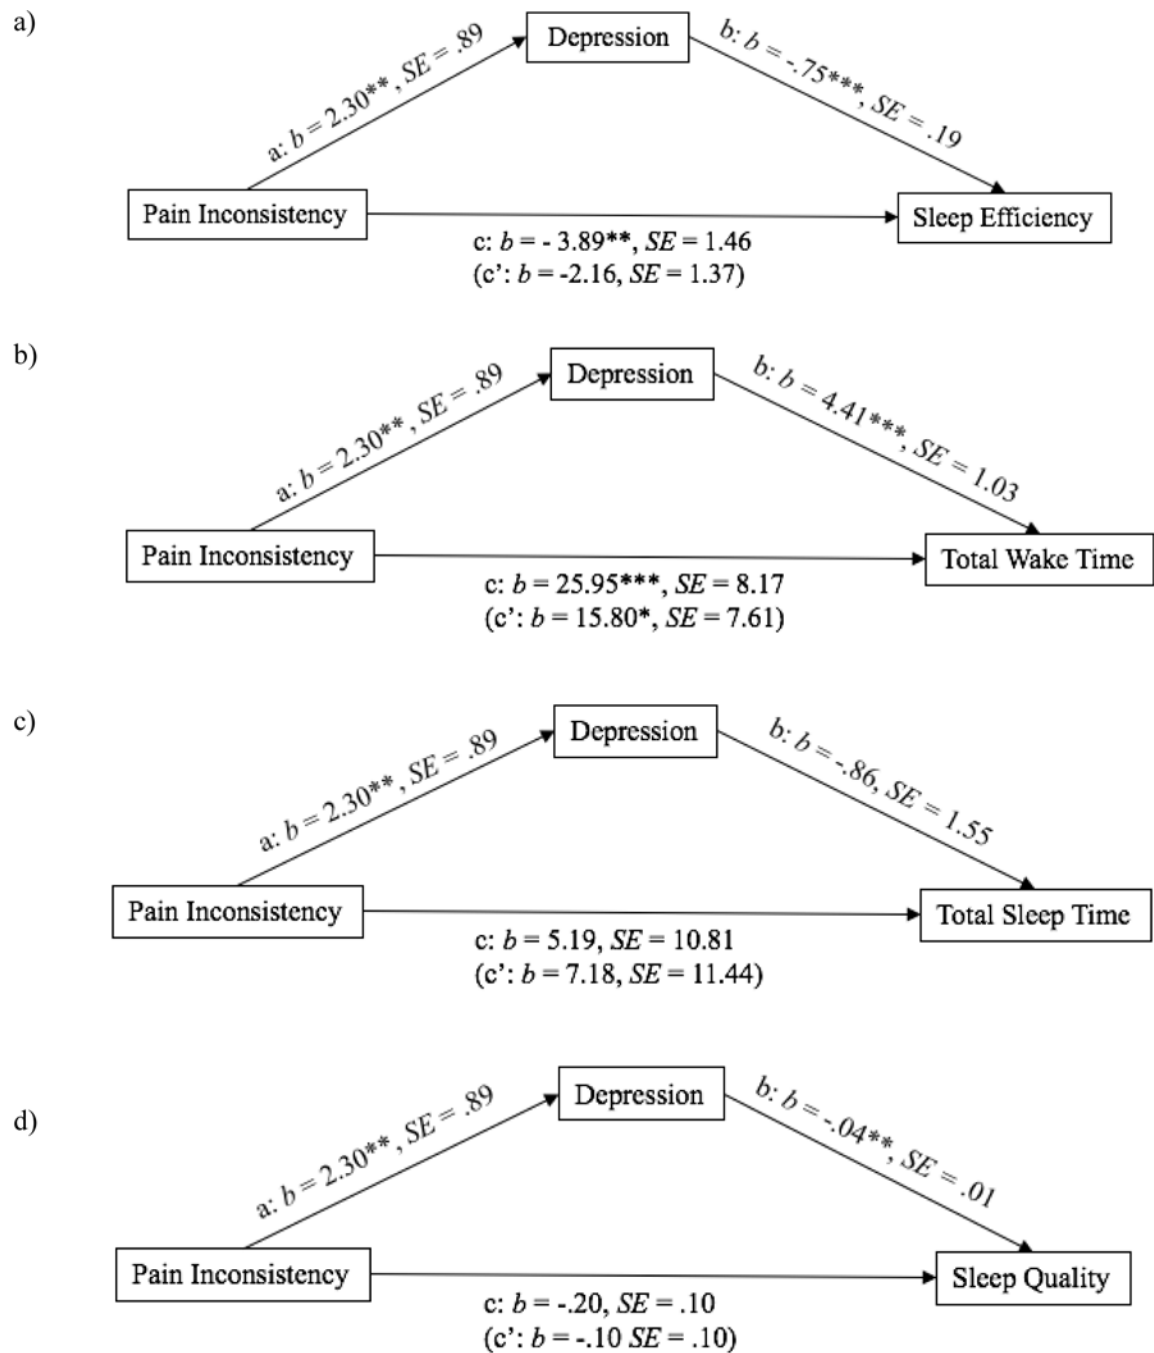 a)
Depression
a: b = 2.30** , SE = .89
b: b = -.75***, SE = .19
Pain Inconsistency
Sleep Efficiency
c: b = - 3.89**, SE = 1.46
(c’: b = -2.16, SE = 1.37)
b)
Depression
a: b = 2.30** , SE = .89
b: b = 4.41***, SE = 1.03
Pain Inconsistency
Total Wake Time
c: b = 25.95***, SE = 8.17
(c’: b = 15.80*, SE = 7.61)
c)
Depression
a: b = 2.30** , SE = .89
b: b = -.86, SE = 1.55
Pain Inconsistency
Total Sleep Time
c: b = 5.19, SE = 10.81
(c’: b = 7.18, SE = 11.44)
d)
Depression
a: b = 2.30** , SE = .89
b: b = -.04**, SE = .01
Pain Inconsistency
Sleep Quality
c: b = -.20, SE = .10
(c’: b = -.10 SE = .10)